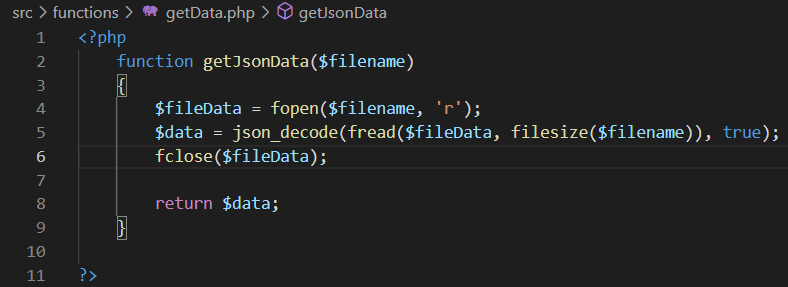 src > functions > getData.php > getJsonData
1 <?php
2     function getJsonData($filename)
3     {
4         $fileData = fopen($filename, 'r');
5         $data = json_decode(fread($fileData, filesize($filename)), true);
6         fclose($fileData);
7
8         return $data;
9     }
10
11 ?>